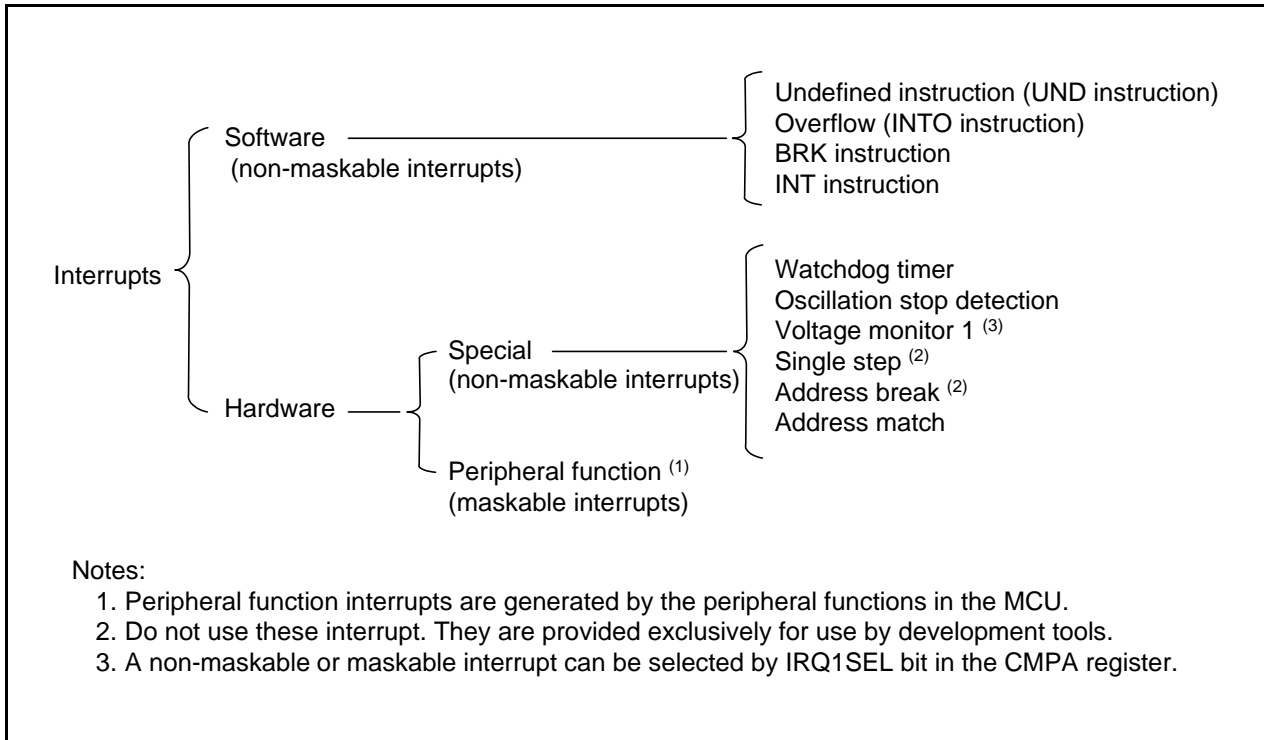 Interrupts
Software
(non-maskable interrupts)
Undefined instruction (UND instruction)
Overflow (INTO instruction)
BRK instruction
INT instruction
Hardware
Special
(non-maskable interrupts)
Watchdog timer
Oscillation stop detection
Voltage monitor 1 (3)
Single step (2)
Address break (2)
Address match
Peripheral function (1)
(maskable interrupts)
Notes:
1. Peripheral function interrupts are generated by the peripheral functions in the MCU.
2. Do not use these interrupt. They are provided exclusively for use by development tools.
3. A non-maskable or maskable interrupt can be selected by IRQ1SEL bit in the CMPA register.